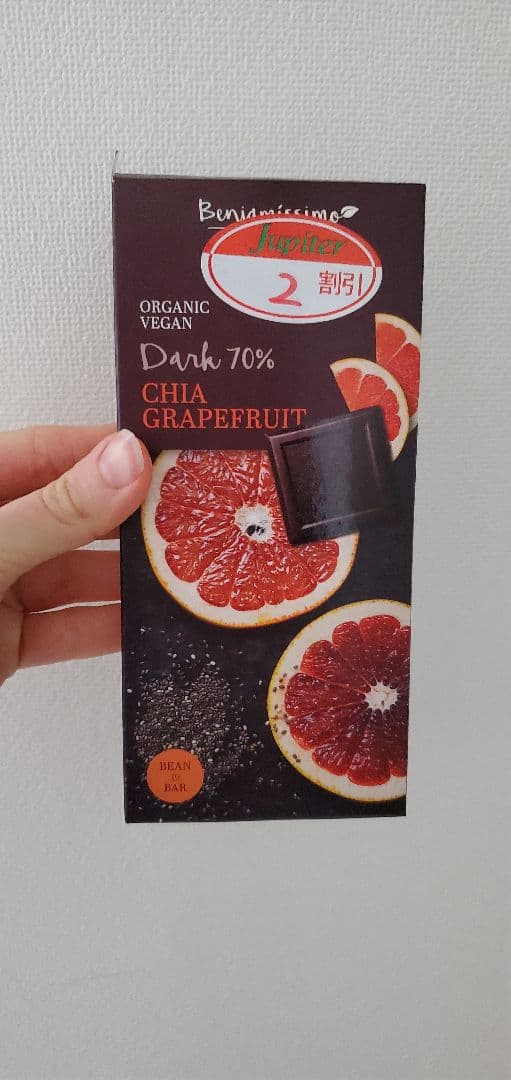 Benjamissimo
Jupiter
2割引
ORGANIC
VEGAN
Dark 70%
CHIA
GRAPEFRUIT
BEAN
TO
BAR